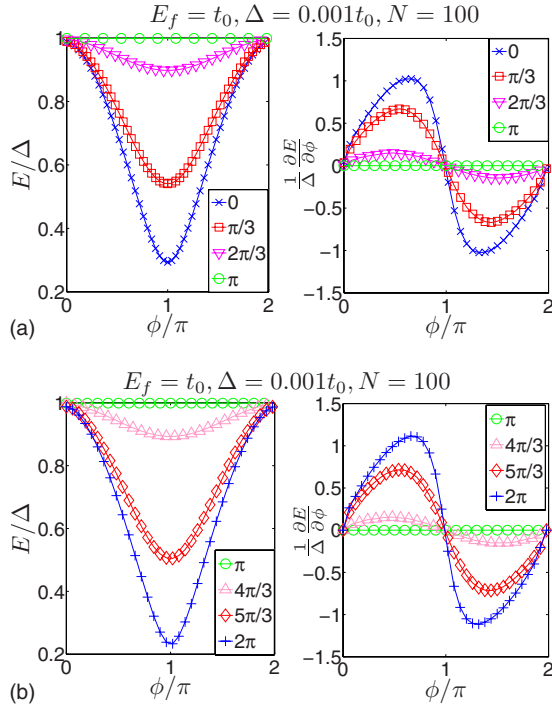 E_f = t_0, Δ = 0.001t_0, N = 100
1
0.8
0.6
0.4
0.2
E/Δ
0
π/3
2π/3
π
0 1 2
ϕ/π
1.5
1
0.5
0
−0.5
−1
−1.5
1/Δ ∂E/∂ϕ
0
π/3
2π/3
π
0 1 2
ϕ/π
(a)
E_f = t_0, Δ = 0.001t_0, N = 100
1
0.8
0.6
0.4
0.2
E/Δ
π
4π/3
5π/3
2π
0 1 2
ϕ/π
1.5
1
0.5
0
−0.5
−1
−1.5
1/Δ ∂E/∂ϕ
π
4π/3
5π/3
2π
0 1 2
ϕ/π
(b)